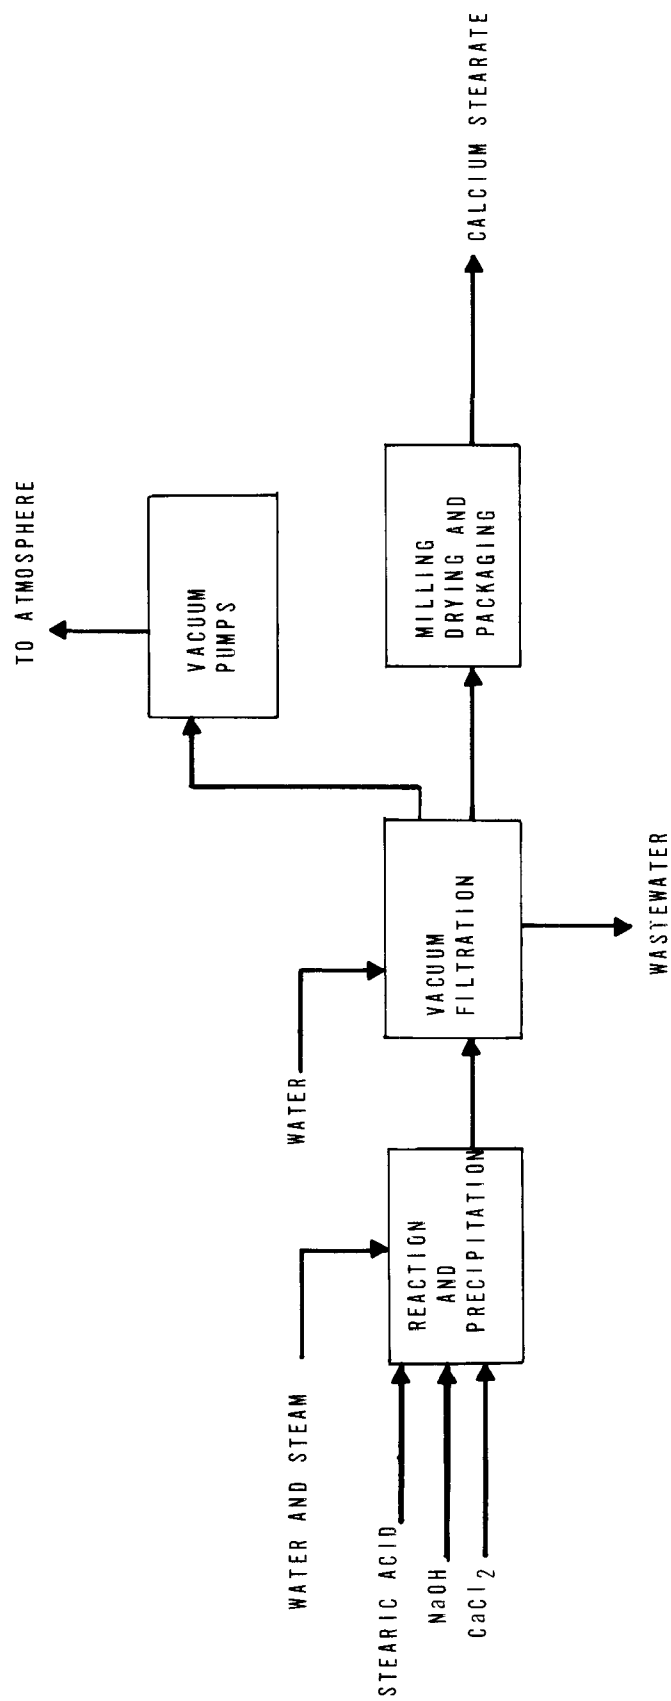 TO ATMOSPHERE
VACUUM
PUMPS
WATER AND STEAM
WATER
STEARIC ACID
NaOH
CaCl2
REACTION
AND
PRECIPITATION
VACUUM
FILTRATION
MILLING
DRYING AND
PACKAGING
CALCIUM STEARATE
WASTEWATER